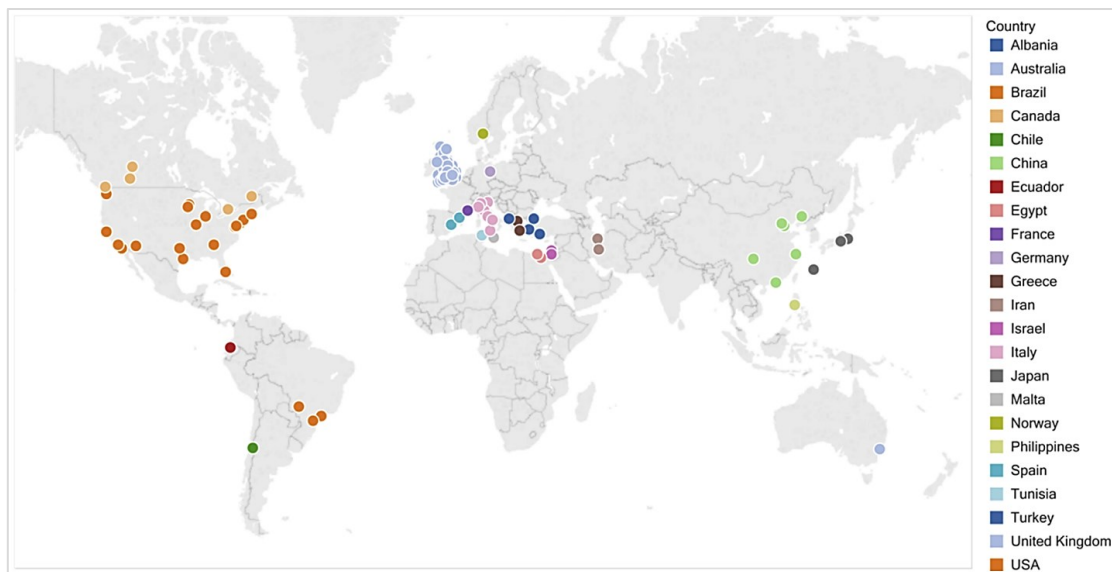 Country
Albania
Australia
Brazil
Canada
Chile
China
Ecuador
Egypt
France
Germany
Greece
Iran
Israel
Italy
Japan
Malta
Norway
Philippines
Spain
Tunisia
Turkey
United Kingdom
USA